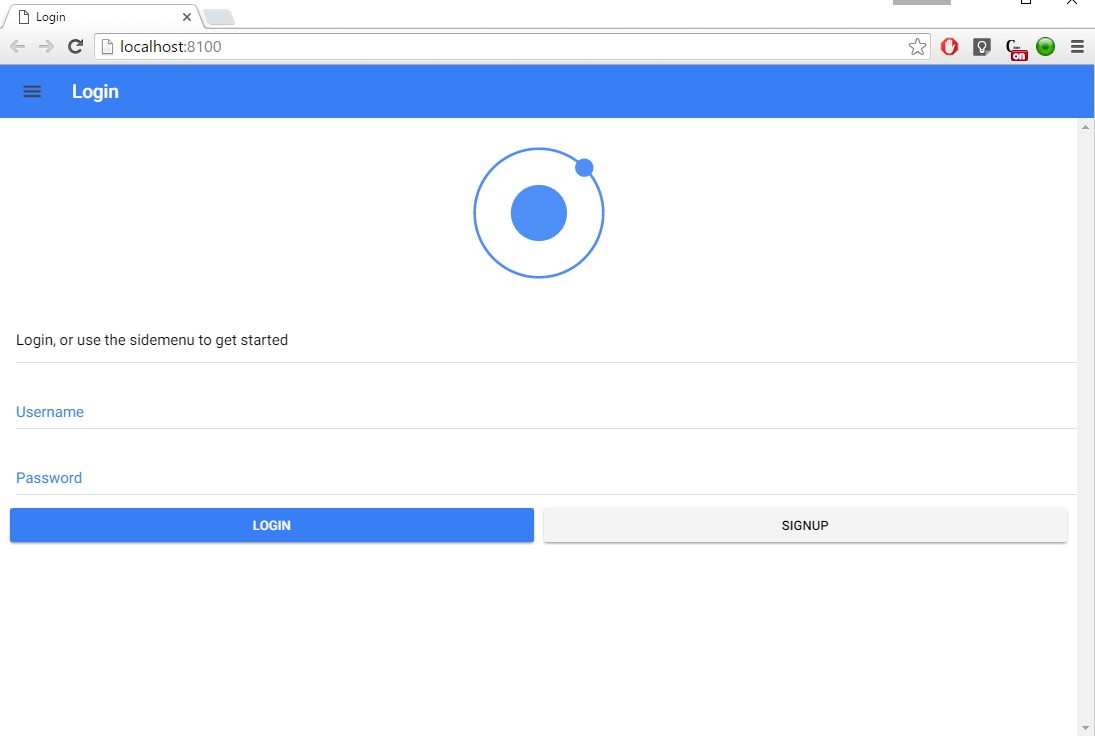 Login
localhost:8100
on
Login
Login, or use the sidemenu to get started
Username
Password
LOGIN
SIGNUP